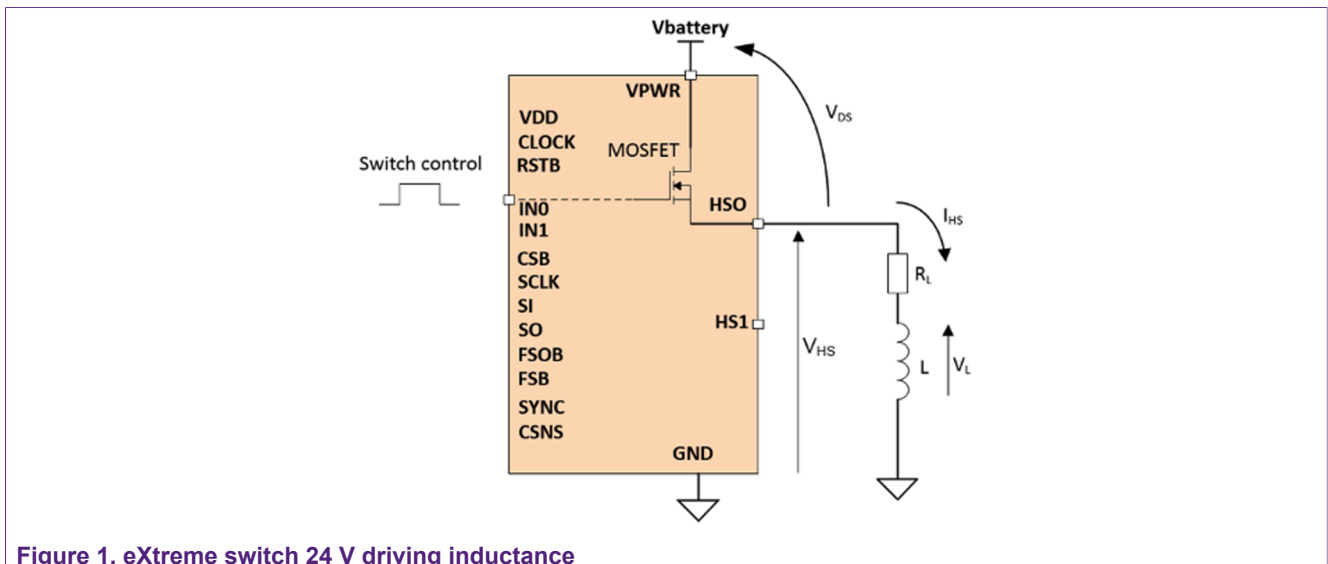 Vbattery
VPWR
VDS
VDD
CLOCK
RSTB
MOSFET
Switch control
IN0
IN1
HSO
IHS
CSB
SCLK
SI
SO
FSOB
FSB
SYNC
CSNS
RL
HS1
VHS
L
VL
GND
Figure 1. eXtreme switch 24 V driving inductance